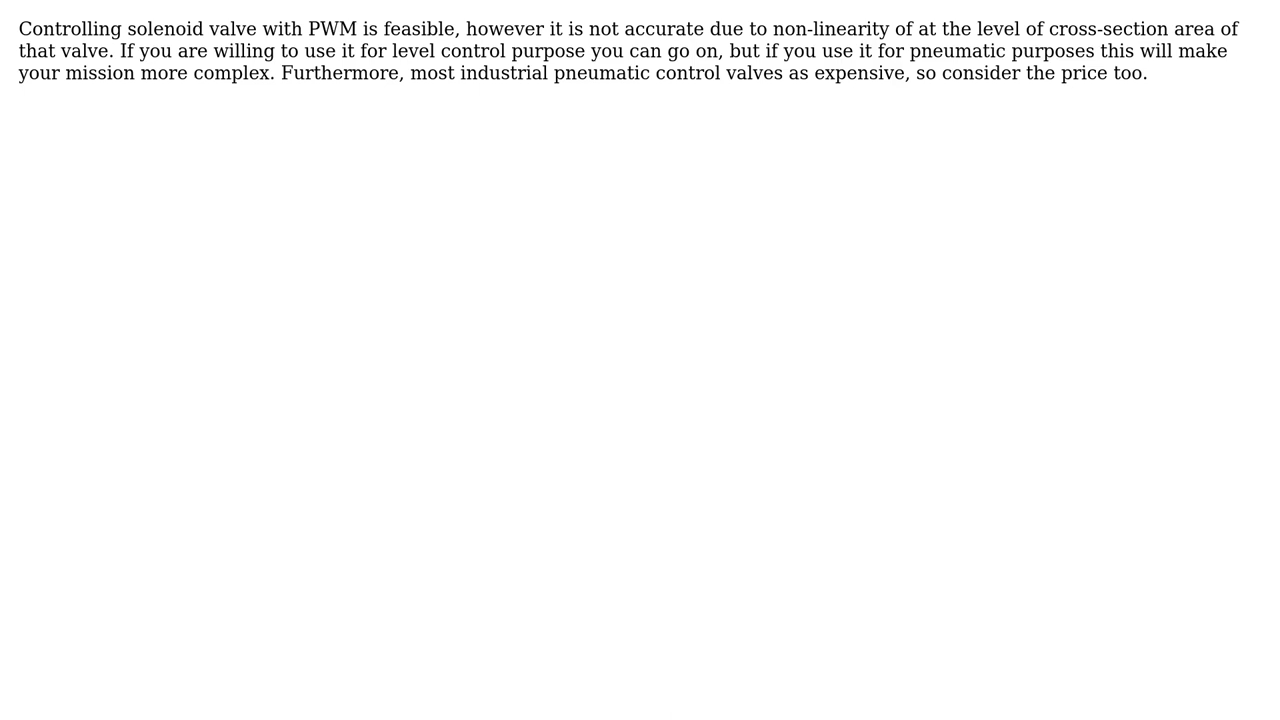 Controlling solenoid valve with PWM is feasible, however it is not accurate due to non-linearity of at the level of cross-section area of
that valve. If you are willing to use it for level control purpose you can go on, but if you use it for pneumatic purposes this will make
your mission more complex. Furthermore, most industrial pneumatic control valves as expensive, so consider the price too.